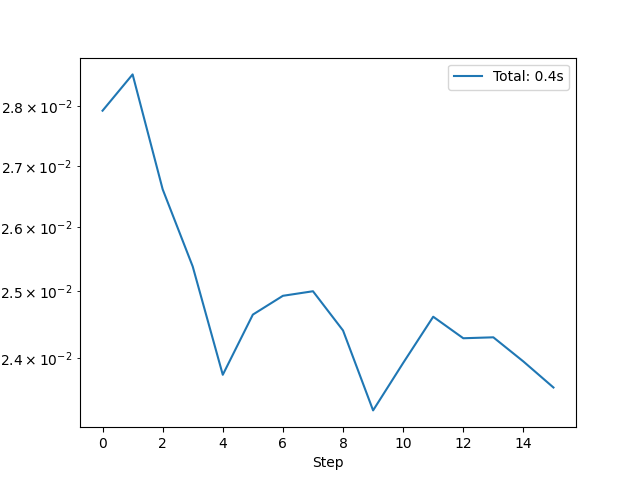 Total: 0.4s
2.8 × 10⁻²
2.7 × 10⁻²
2.6 × 10⁻²
2.5 × 10⁻²
2.4 × 10⁻²
0 2 4 6 8 10 12 14
Step